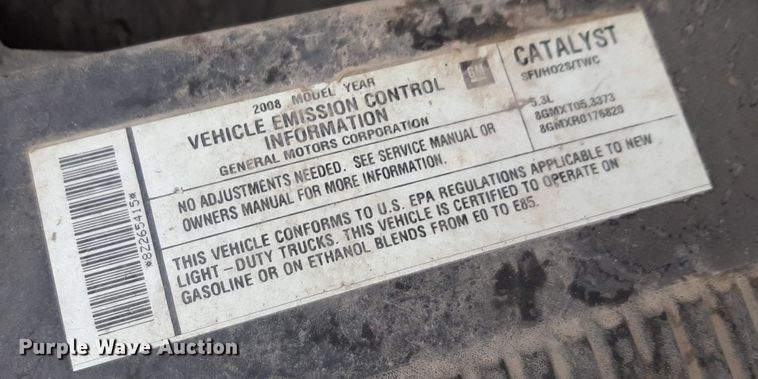 2008 MODEL YEAR
VEHICLE EMISSION CONTROL
INFORMATION
GENERAL MOTORS CORPORATION
GM
CATALYST
SFI/HO2S/TWC
5.3L
8GMXT05.3373
8GMXR0176820
NO ADJUSTMENTS NEEDED. SEE SERVICE MANUAL OR
OWNERS MANUAL FOR MORE INFORMATION.
THIS VEHICLE CONFORMS TO U.S. EPA REGULATIONS APPLICABLE TO NEW
LIGHT-DUTY TRUCKS. THIS VEHICLE IS CERTIFIED TO OPERATE ON
GASOLINE OR ON ETHANOL BLENDS FROM E0 TO E85.
*82265415*
Purple Wave Auction